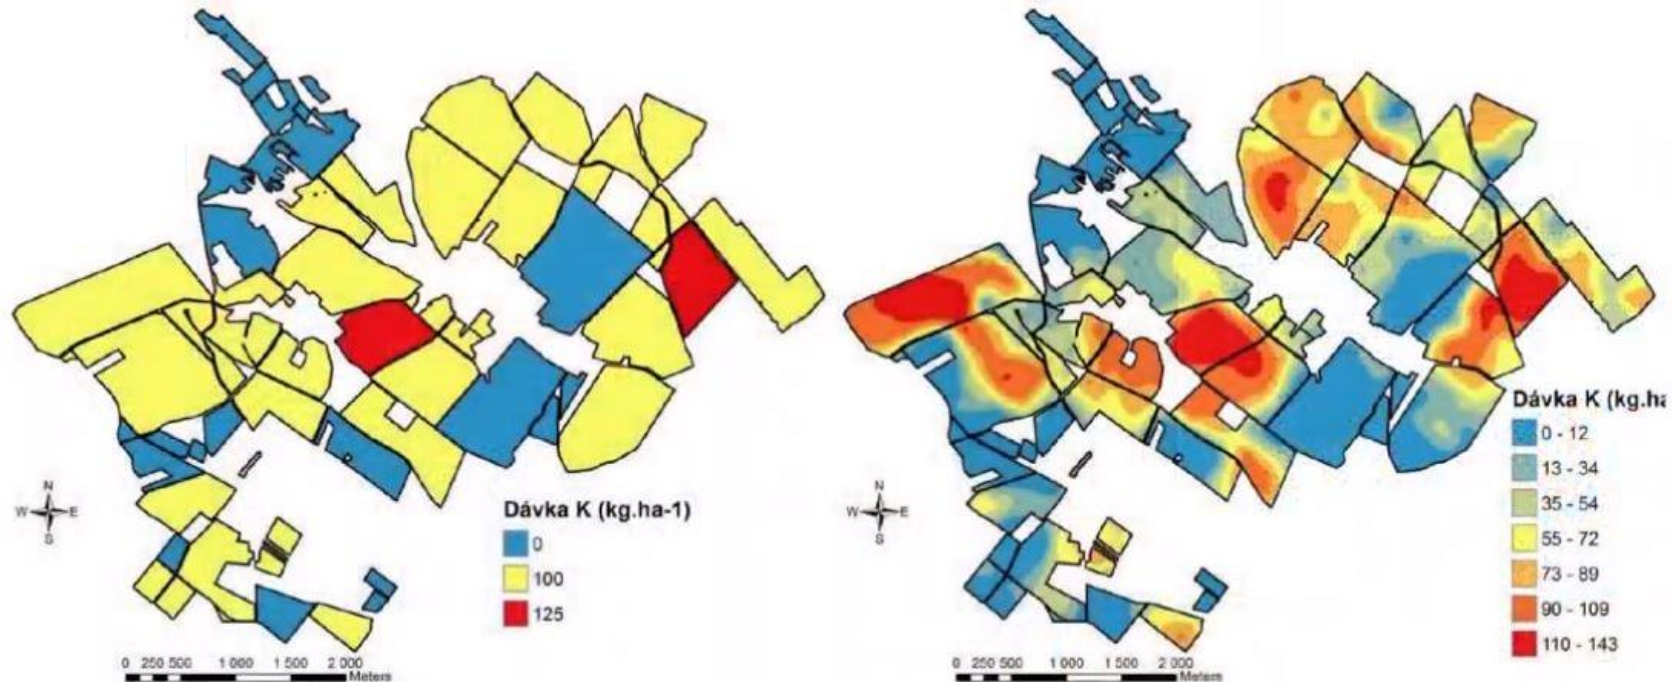 N
W E
S
Dávka K (kg.ha-1)
0
100
125
0 250 500 1 000 1 500 2 000
Meters
N
W E
S
Dávka K (kg.ha
0 - 12
13 - 34
35 - 54
55 - 72
73 - 89
90 - 109
110 - 143
0 250 500 1 000 1 500 2 000
Meters